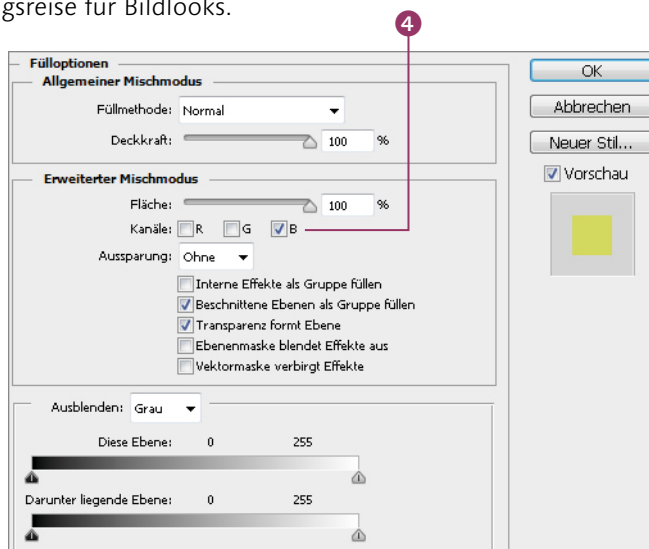 gsreise für Bildlooks.
4
Fülloptionen
Allgemeiner Mischmodus
Füllmethode: Normal
Deckkraft: 100 %
Erweiterter Mischmodus
Fläche: 100 %
Kanäle: R G B
Aussparung: Ohne
Interne Effekte als Gruppe füllen
Beschnittene Ebenen als Gruppe füllen
Transparenz formt Ebene
Ebenenmaske blendet Effekte aus
Vektormaske verbirgt Effekte
Ausblenden: Grau
Diese Ebene: 0 255
Darunter liegende Ebene: 0 255
OK
Abbrechen
Neuer Stil...
Vorschau